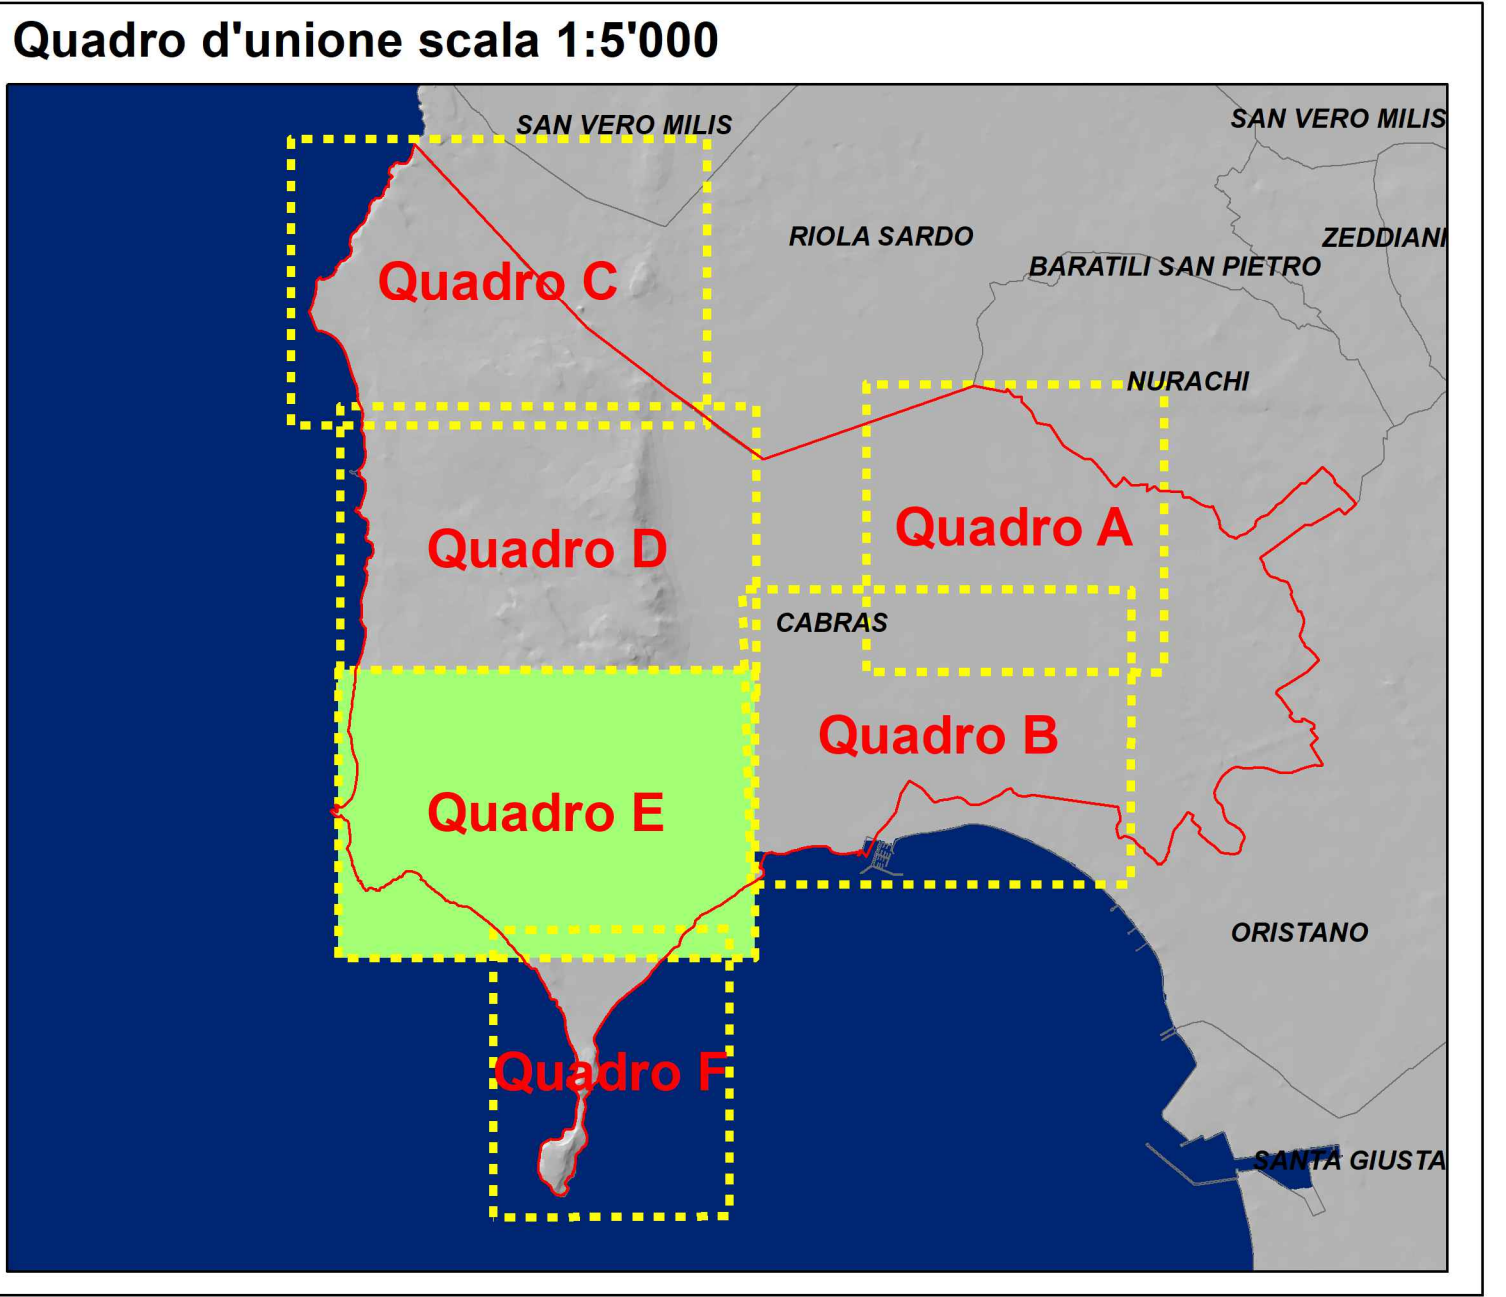 Quadro d'unione scala 1:5'000
SAN VERO MILIS
SAN VERO MILIS
RIOLA SARDO
ZEDDIANI
BARATILI SAN PIETRO
Quadro C
NURACHI
Quadro A
Quadro D
CABRAS
Quadro B
Quadro E
ORISTANO
Quadro F
SANTA GIUSTA